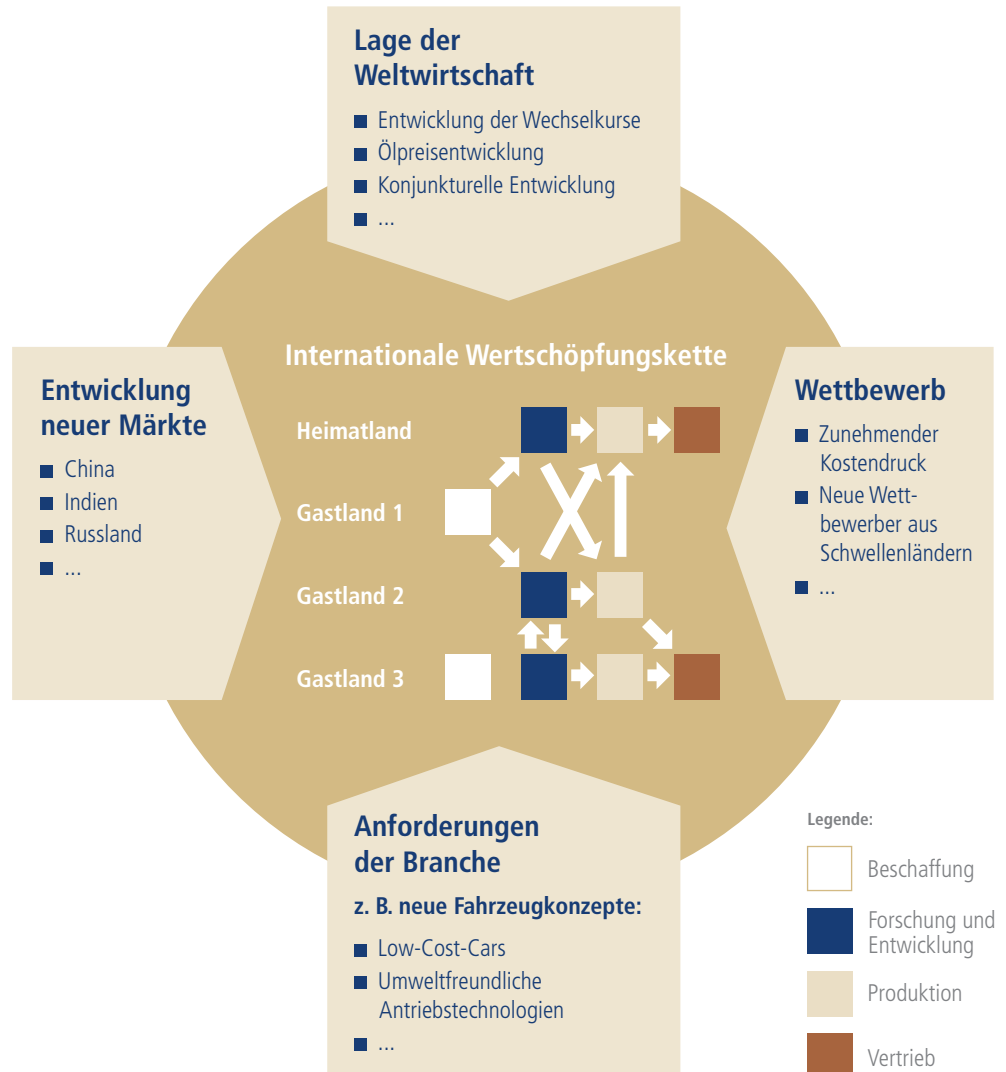 Lage der
Weltwirtschaft
Entwicklung der Wechselkurse
Ölpreisentwicklung
Konjunkturelle Entwicklung
...
Entwicklung
neuer Märkte
China
Indien
Russland
...
Internationale Wertschöpfungskette
Heimatland
Gastland 1
Gastland 2
Gastland 3
Wettbewerb
Zunehmender
Kostendruck
Neue Wett-
bewerber aus
Schwellenländern
...
Anforderungen
der Branche
z. B. neue Fahrzeugkonzepte:
Low-Cost-Cars
Umweltfreundliche
Antriebstechnologien
...
Legende:
Beschaffung
Forschung und
Entwicklung
Produktion
Vertrieb